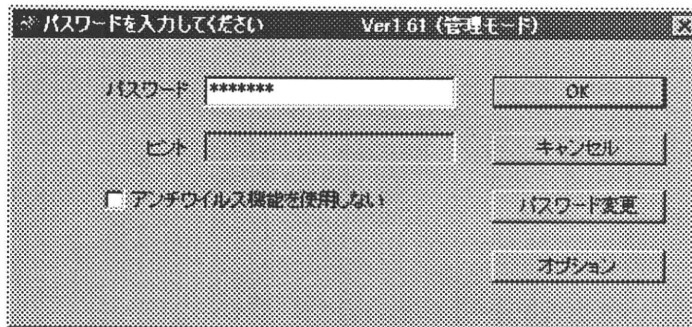 パスワードを入力してください Ver1.61 (管理モード)
パスワード ******* OK
ヒント キャンセル
アンチウイルス機能を使用しない パスワード変更
オプション